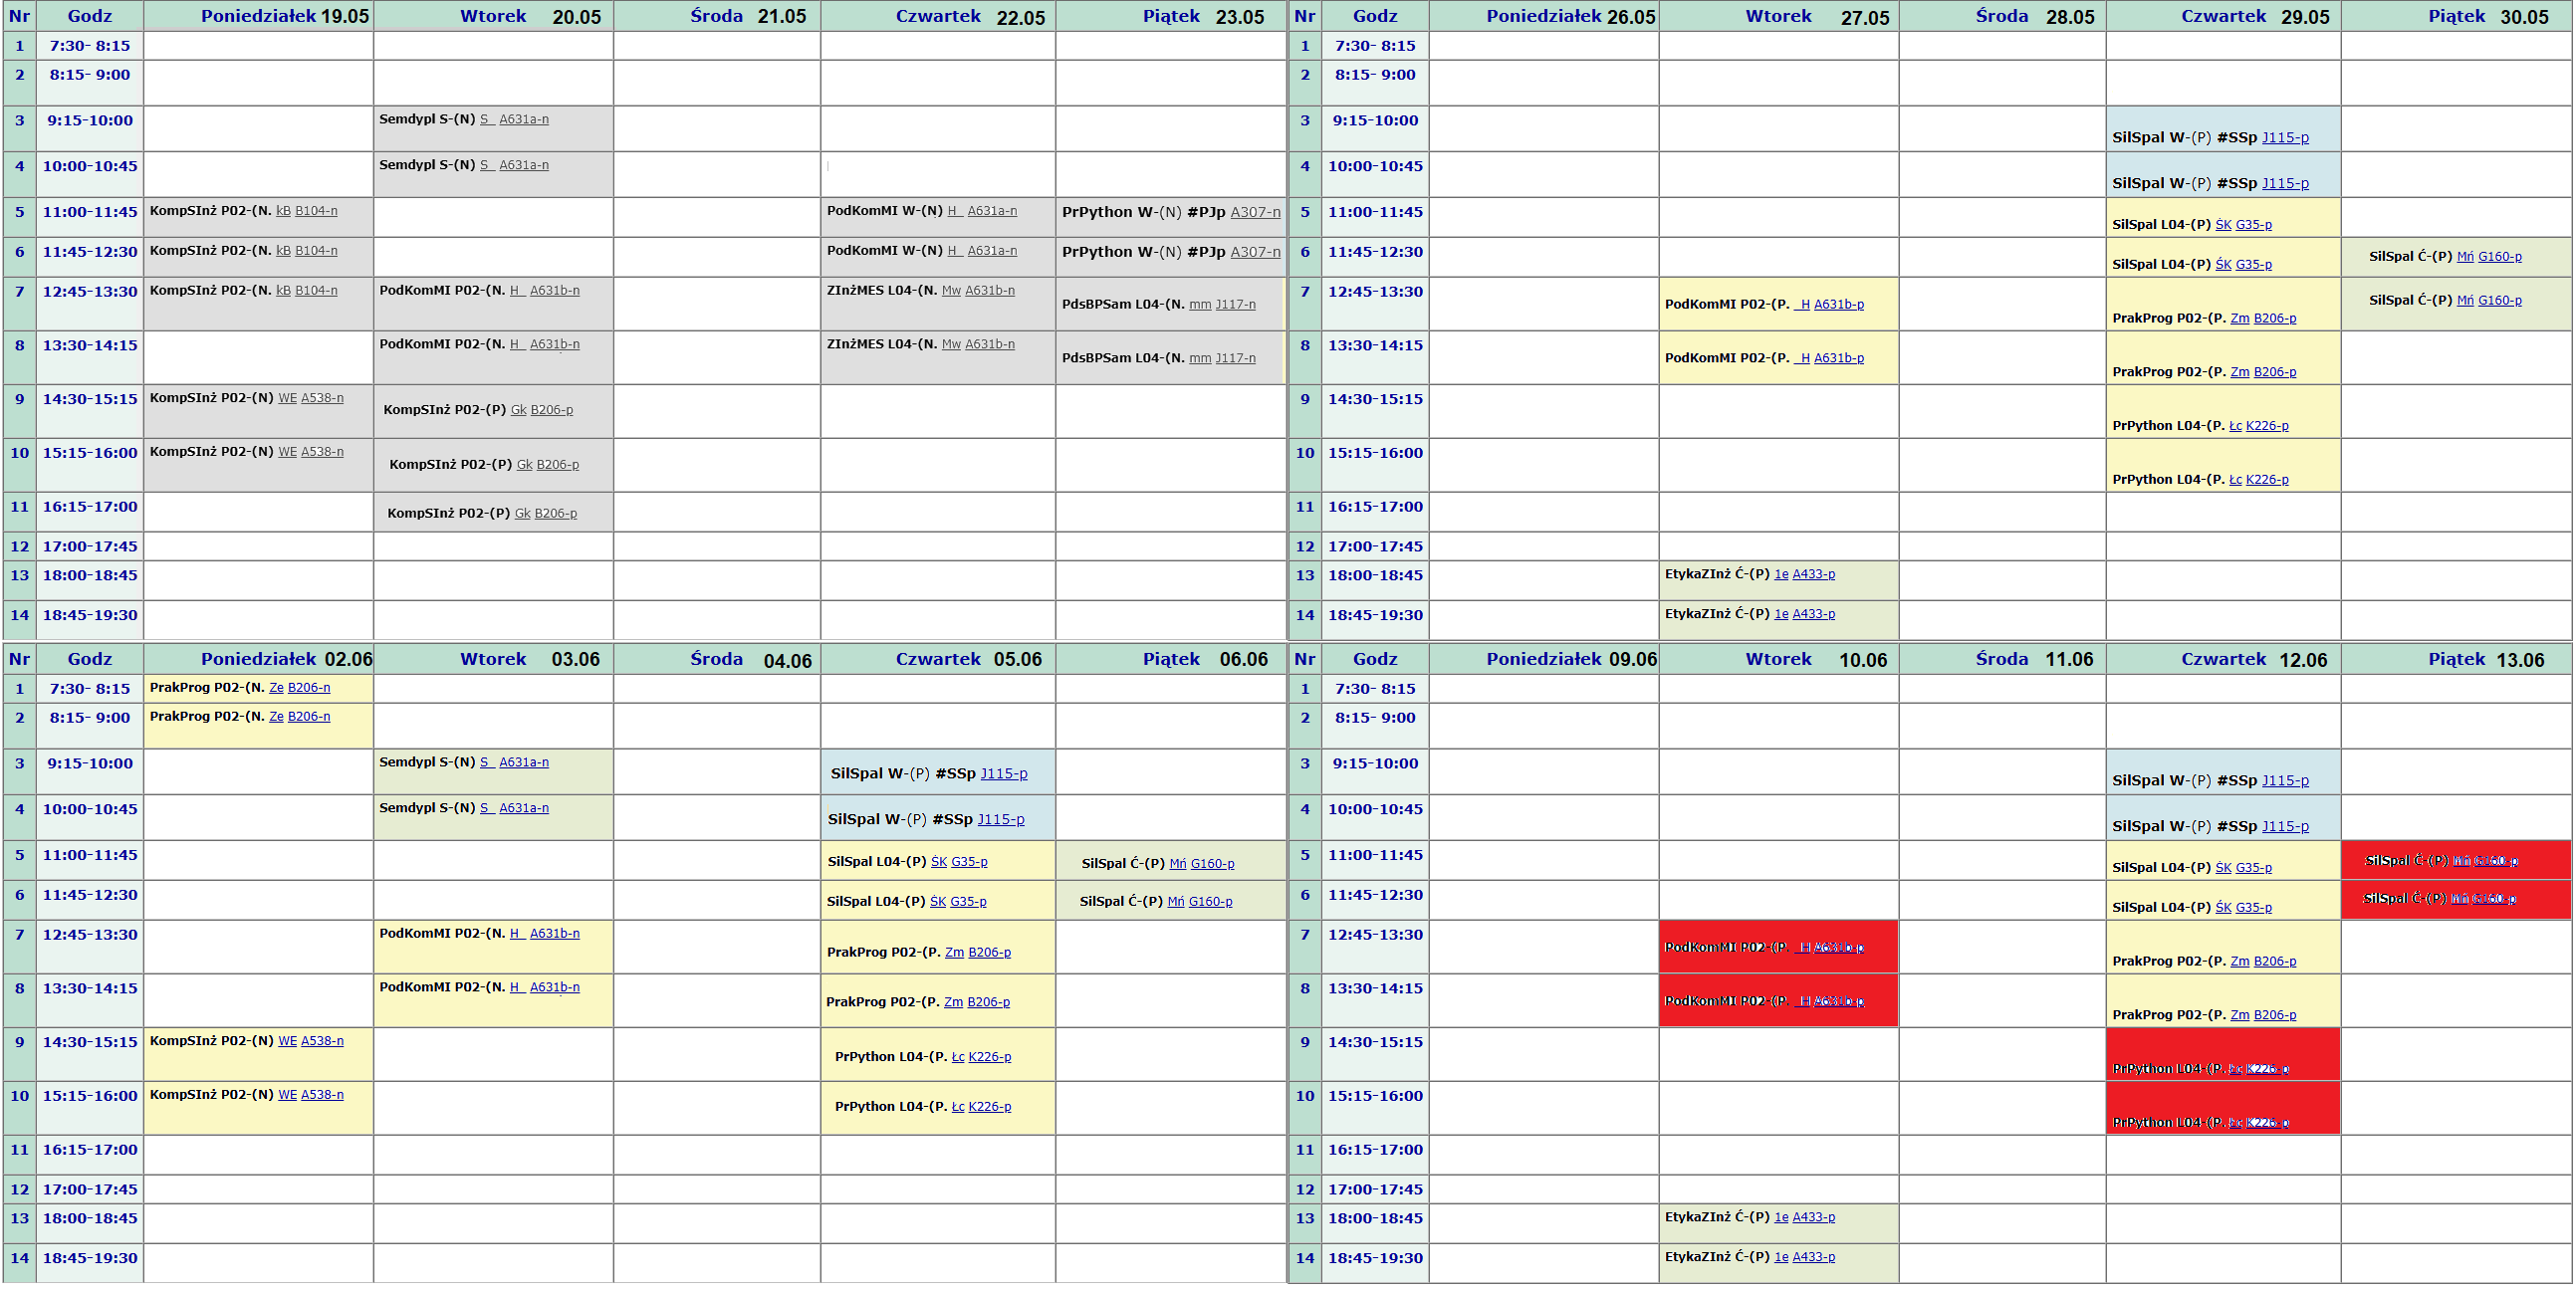 Nr Godz Poniedziałek 19.05 Wtorek 20.05 Środa 21.05 Czwartek 22.05 Piątek 23.05
1 7:30- 8:15
2 8:15- 9:00
3 9:15-10:00 Semdypl S-(N) S_ A631a-n
4 10:00-10:45 Semdypl S-(N) S_ A631a-n
5 11:00-11:45 KompSInż P02-(N. kB B104-n PodKomMI W-(N) H_ A631a-n PrPython W-(N) #PJp A307-n
6 11:45-12:30 KompSInż P02-(N. kB B104-n PodKomMI W-(N) H_ A631a-n PrPython W-(N) #PJp A307-n
7 12:45-13:30 KompSInż P02-(N. kB B104-n PodKomMI P02-(N. H_ A631b-n ZInżMES L04-(N. Mw A631b-n PdsBPSam L04-(N. mm J117-n
8 13:30-14:15 PodKomMI P02-(N. H_ A631b-n ZInżMES L04-(N. Mw A631b-n PdsBPSam L04-(N. mm J117-n
9 14:30-15:15 KompSInż P02-(N) WE A538-n KompSInż P02-(P) Gk B206-p
10 15:15-16:00 KompSInż P02-(N) WE A538-n KompSInż P02-(P) Gk B206-p
11 16:15-17:00 KompSInż P02-(P) Gk B206-p
12 17:00-17:45
13 18:00-18:45
14 18:45-19:30
Nr Godz Poniedziałek 26.05 Wtorek 27.05 Środa 28.05 Czwartek 29.05 Piątek 30.05
1 7:30- 8:15
2 8:15- 9:00
3 9:15-10:00 SilSpal W-(P) #SSp J115-p
4 10:00-10:45 SilSpal W-(P) #SSp J115-p
5 11:00-11:45 SilSpal L04-(P) ŚK G35-p
6 11:45-12:30 SilSpal L04-(P) ŚK G35-p SilSpal Ć-(P) Mń G160-p
7 12:45-13:30 PodKomMI P02-(P. _H A631b-p PrakProg P02-(P. Zm B206-p SilSpal Ć-(P) Mń G160-p
8 13:30-14:15 PodKomMI P02-(P. _H A631b-p PrakProg P02-(P. Zm B206-p
9 14:30-15:15 PrPython L04-(P. Łc K226-p
10 15:15-16:00 PrPython L04-(P. Łc K226-p
11 16:15-17:00
12 17:00-17:45
13 18:00-18:45 EtykaZInż Ć-(P) 1e A433-p
14 18:45-19:30 EtykaZInż Ć-(P) 1e A433-p
Nr Godz Poniedziałek 02.06 Wtorek 03.06 Środa 04.06 Czwartek 05.06 Piątek 06.06
1 7:30- 8:15 PrakProg P02-(N. Ze B206-n
2 8:15- 9:00 PrakProg P02-(N. Ze B206-n
3 9:15-10:00 Semdypl S-(N) S_ A631a-n SilSpal W-(P) #SSp J115-p
4 10:00-10:45 Semdypl S-(N) S_ A631a-n SilSpal W-(P) #SSp J115-p
5 11:00-11:45 SilSpal L04-(P) ŚK G35-p SilSpal Ć-(P) Mń G160-p
6 11:45-12:30 SilSpal L04-(P) ŚK G35-p SilSpal Ć-(P) Mń G160-p
7 12:45-13:30 PodKomMI P02-(N. H_ A631b-n PrakProg P02-(P. Zm B206-p
8 13:30-14:15 PodKomMI P02-(N. H_ A631b-n PrakProg P02-(P. Zm B206-p
9 14:30-15:15 KompSInż P02-(N) WE A538-n PrPython L04-(P. Łc K226-p
10 15:15-16:00 KompSInż P02-(N) WE A538-n PrPython L04-(P. Łc K226-p
11 16:15-17:00
12 17:00-17:45
13 18:00-18:45
14 18:45-19:30
Nr Godz Poniedziałek 09.06 Wtorek 10.06 Środa 11.06 Czwartek 12.06 Piątek 13.06
1 7:30- 8:15
2 8:15- 9:00
3 9:15-10:00 SilSpal W-(P) #SSp J115-p
4 10:00-10:45 SilSpal W-(P) #SSp J115-p
5 11:00-11:45 SilSpal L04-(P) ŚK G35-p SilSpal Ć-(P) Mń G160-p
6 11:45-12:30 SilSpal L04-(P) ŚK G35-p SilSpal Ć-(P) Mń G160-p
7 12:45-13:30 PodKomMI P02-(P. _H A631b-p PrakProg P02-(P. Zm B206-p
8 13:30-14:15 PodKomMI P02-(P. _H A631b-p PrakProg P02-(P. Zm B206-p
9 14:30-15:15 PrPython L04-(P. Łc K226-p
10 15:15-16:00 PrPython L04-(P. Łc K226-p
11 16:15-17:00
12 17:00-17:45
13 18:00-18:45 EtykaZInż Ć-(P) 1e A433-p
14 18:45-19:30 EtykaZInż Ć-(P) 1e A433-p